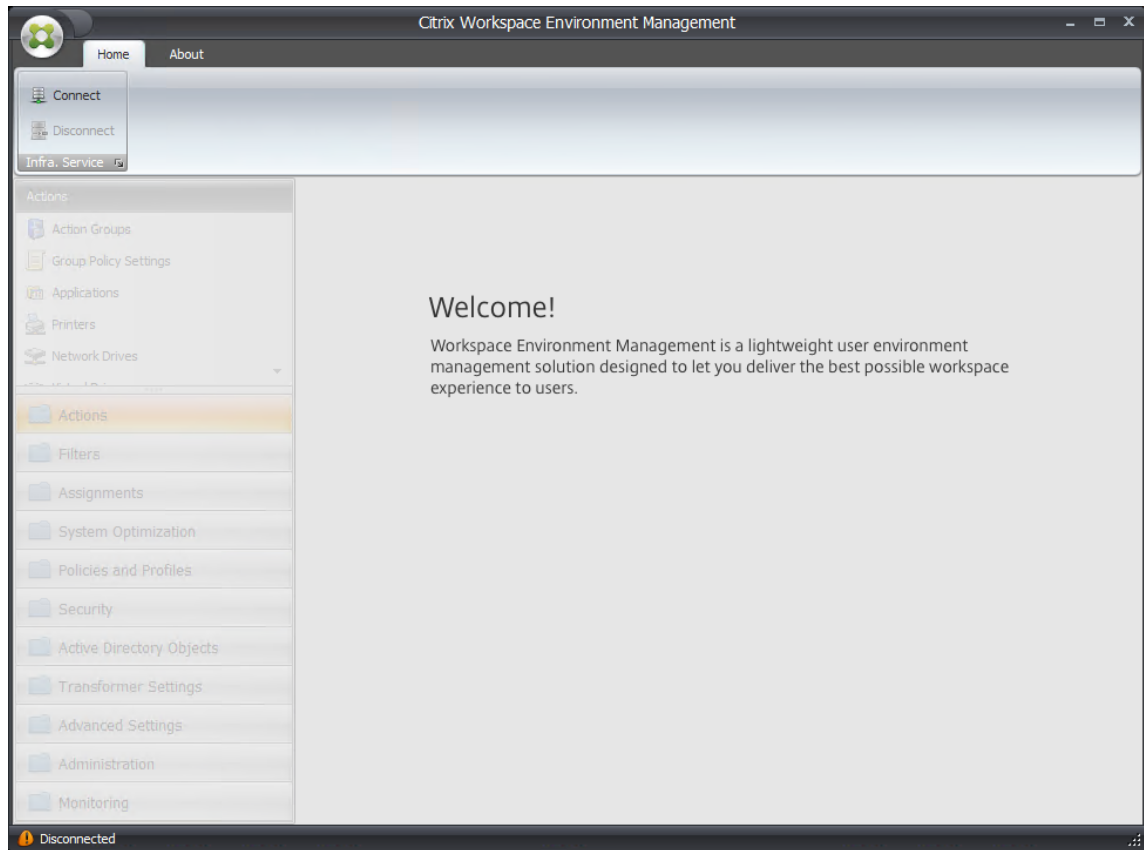 Citrix Workspace Environment Management
Home About
Connect
Disconnect
Infra. Service
Actions
Action Groups
Group Policy Settings
Applications
Printers
Network Drives
Actions
Filters
Assignments
System Optimization
Policies and Profiles
Security
Active Directory Objects
Transformer Settings
Advanced Settings
Administration
Monitoring
Welcome!
Workspace Environment Management is a lightweight user environment
management solution designed to let you deliver the best possible workspace
experience to users.
Disconnected